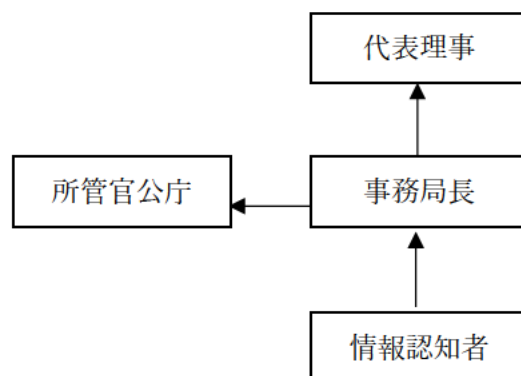 代表理事
所管官公庁
事務局長
情報認知者